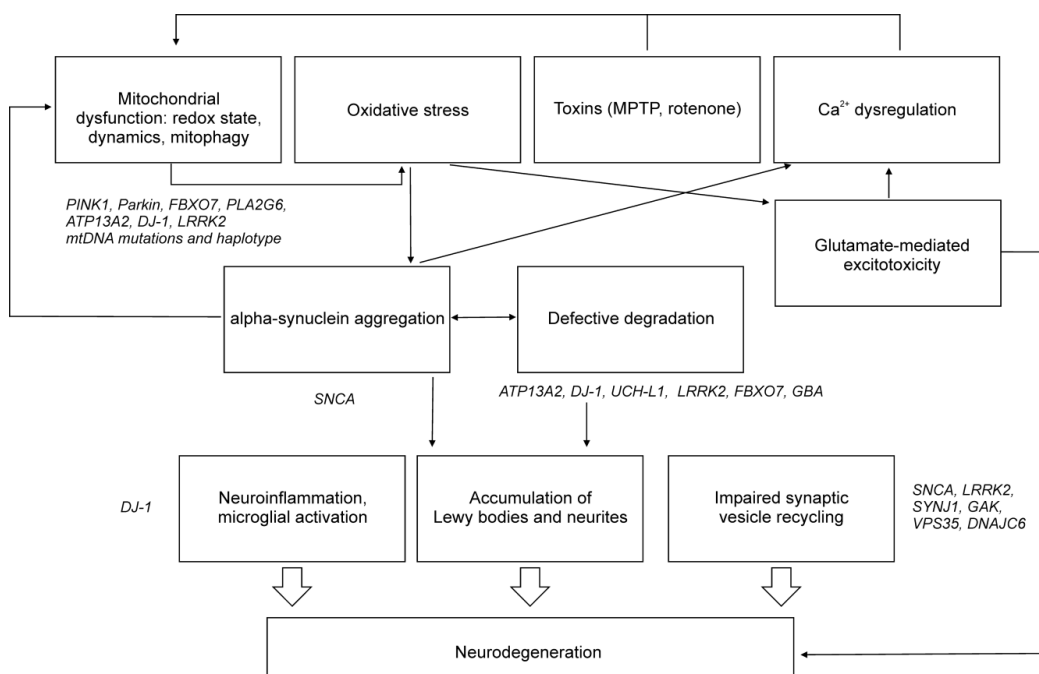 Mitochondrial
dysfunction: redox state,
dynamics, mitophagy
Oxidative stress
Toxins (MPTP, rotenone)
Ca²⁺ dysregulation
PINK1, Parkin, FBXO7, PLA2G6,
ATP13A2, DJ-1, LRRK2
mtDNA mutations and haplotype
Glutamate-mediated
excitotoxicity
alpha-synuclein aggregation
Defective degradation
SNCA
ATP13A2, DJ-1, UCH-L1, LRRK2, FBXO7, GBA
DJ-1
Neuroinflammation,
microglial activation
Accumulation of
Lewy bodies and neurites
Impaired synaptic
vesicle recycling
SNCA, LRRK2,
SYNJ1, GAK,
VPS35, DNAJC6
Neurodegeneration